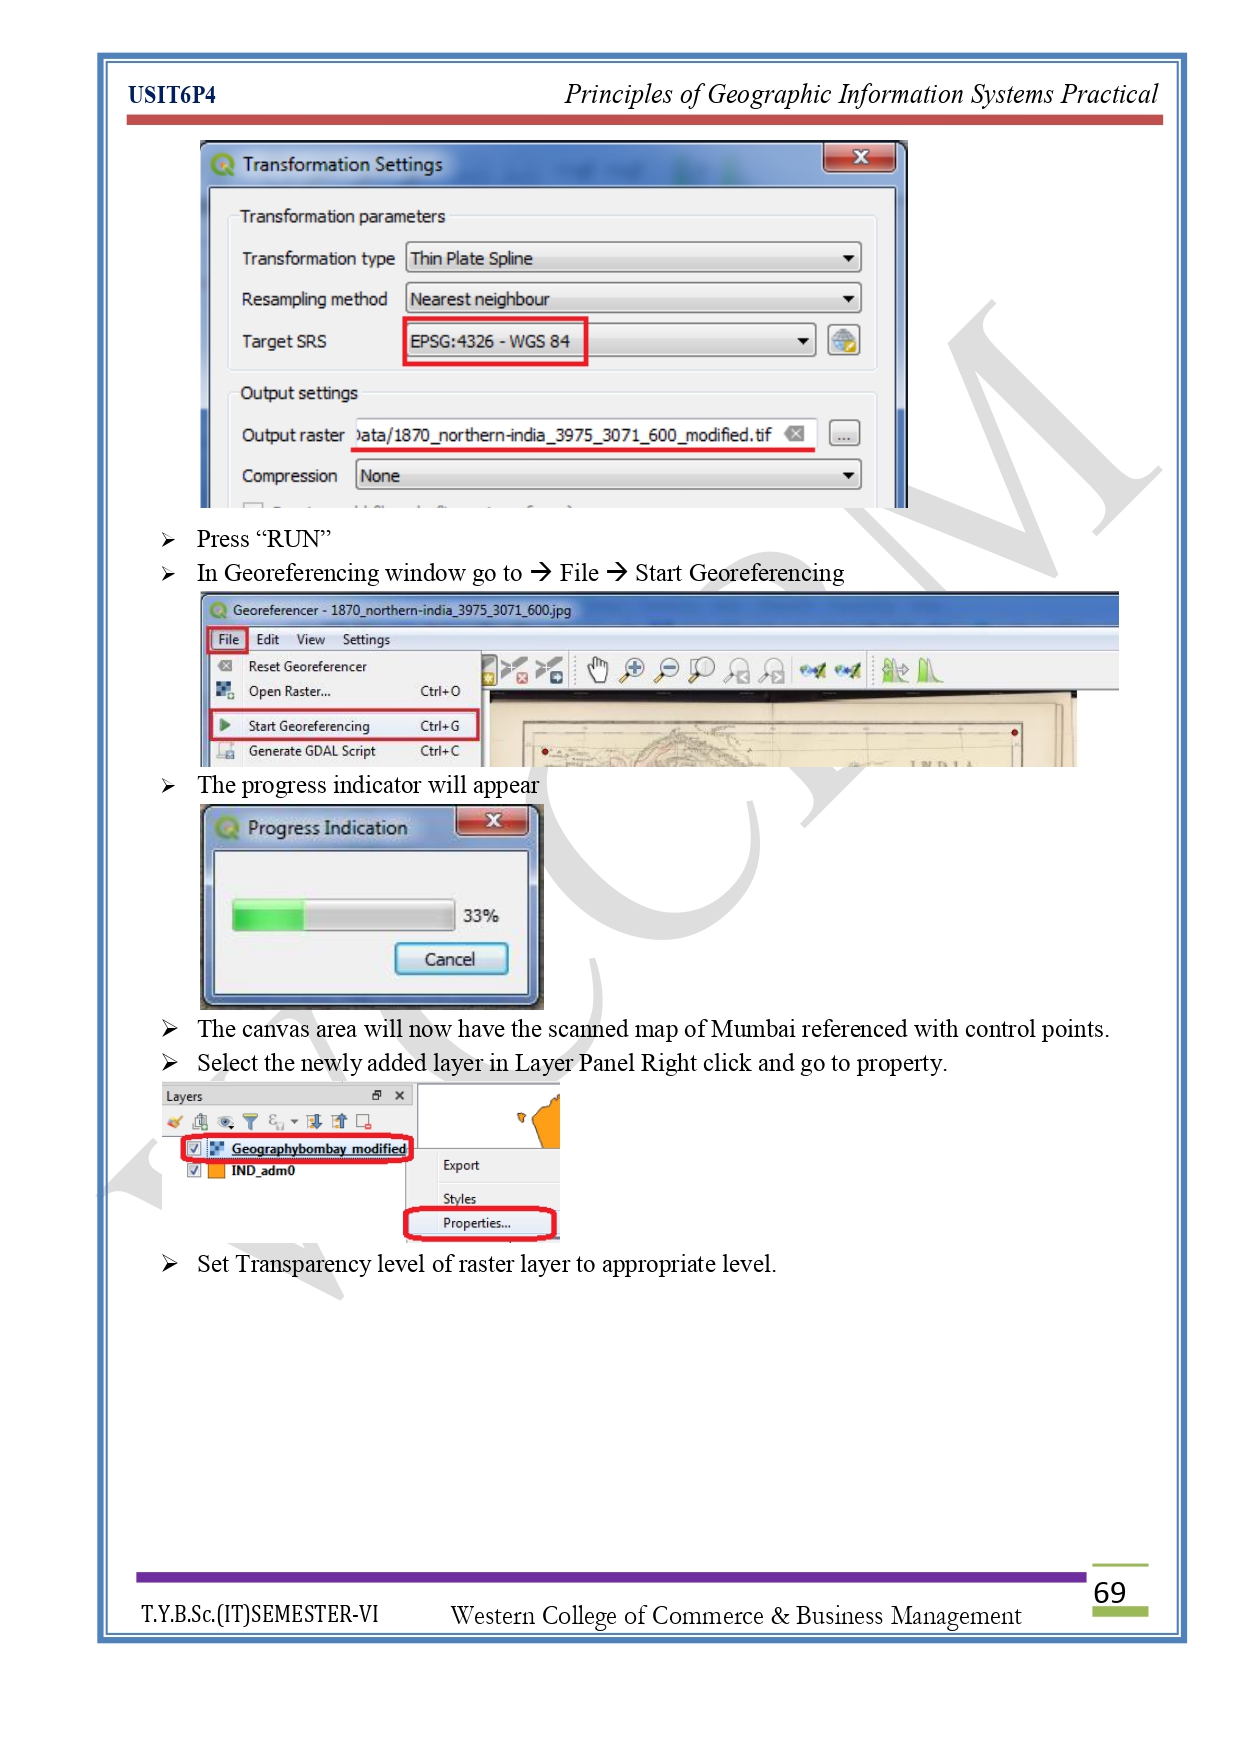 USIT6P4 Principles of Geographic Information Systems Practical
Transformation Settings
Transformation parameters
Transformation type Thin Plate Spline
Resampling method Nearest neighbour
Target SRS EPSG:4326 - WGS 84
Output settings
Output raster ata/1870_northern-india_3975_3071_600_modified.tif ...
Compression None
➢ Press “RUN”
➢ In Georeferencing window go to → File → Start Georeferencing
Georeferencer - 1870_northern-india_3975_3071_600.jpg
File Edit View Settings
Reset Georeferencer
Open Raster... Ctrl+O
Start Georeferencing Ctrl+G
Generate GDAL Script Ctrl+C
INDIA
➢ The progress indicator will appear
Progress Indication
33%
Cancel
➢ The canvas area will now have the scanned map of Mumbai referenced with control points.
➢ Select the newly added layer in Layer Panel Right click and go to property.
Layers
Geographybombay_modified
IND_adm0
Export
Styles
Properties...
➢ Set Transparency level of raster layer to appropriate level.
69
T.Y.B.Sc.(IT)SEMESTER-VI Western College of Commerce & Business Management